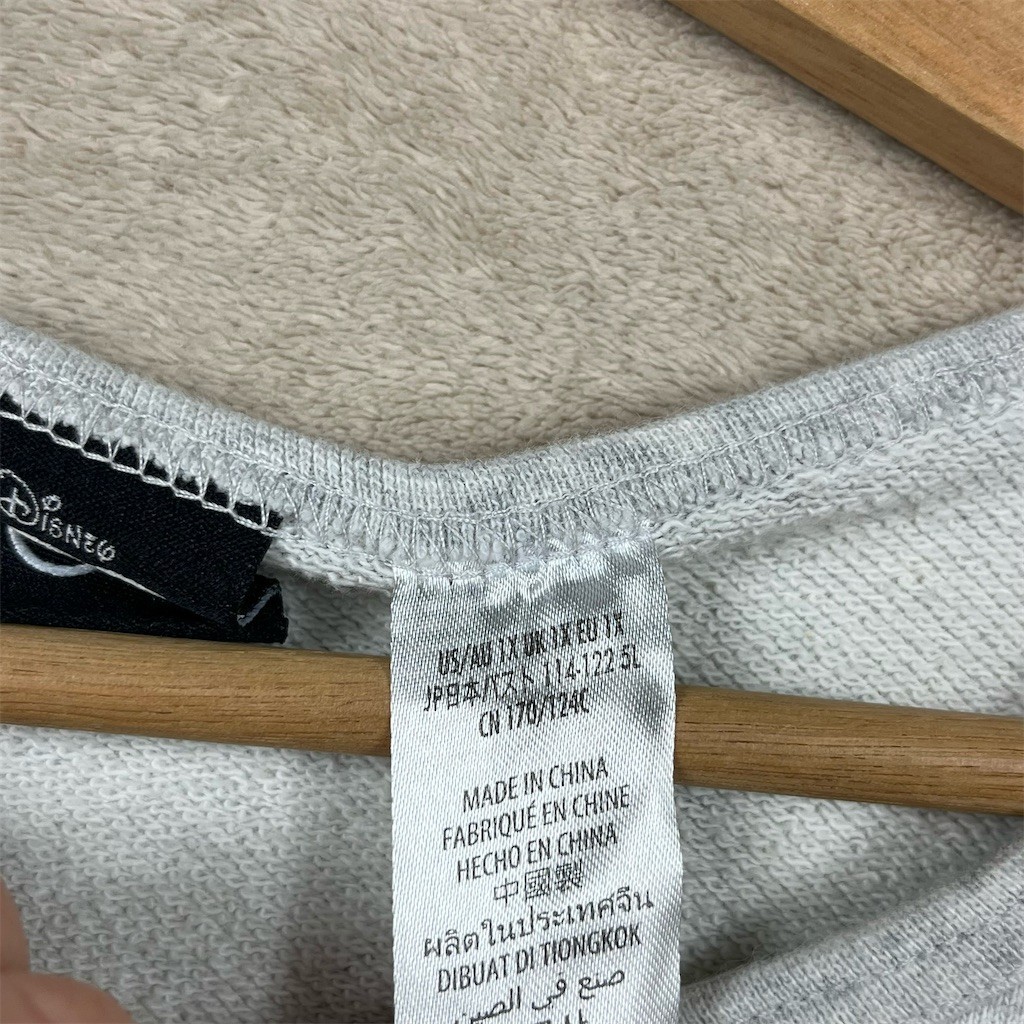 Disney
US/AU 1X UK 1X EU 1X
JP日本バスト 114-122 5L
CN 170/124C
MADE IN CHINA
FABRIQUÉ EN CHINE
HECHO EN CHINA
中國製
ผลิตในประเทศจีน
DIBUAT DI TIONGKOK
صنع في الصين